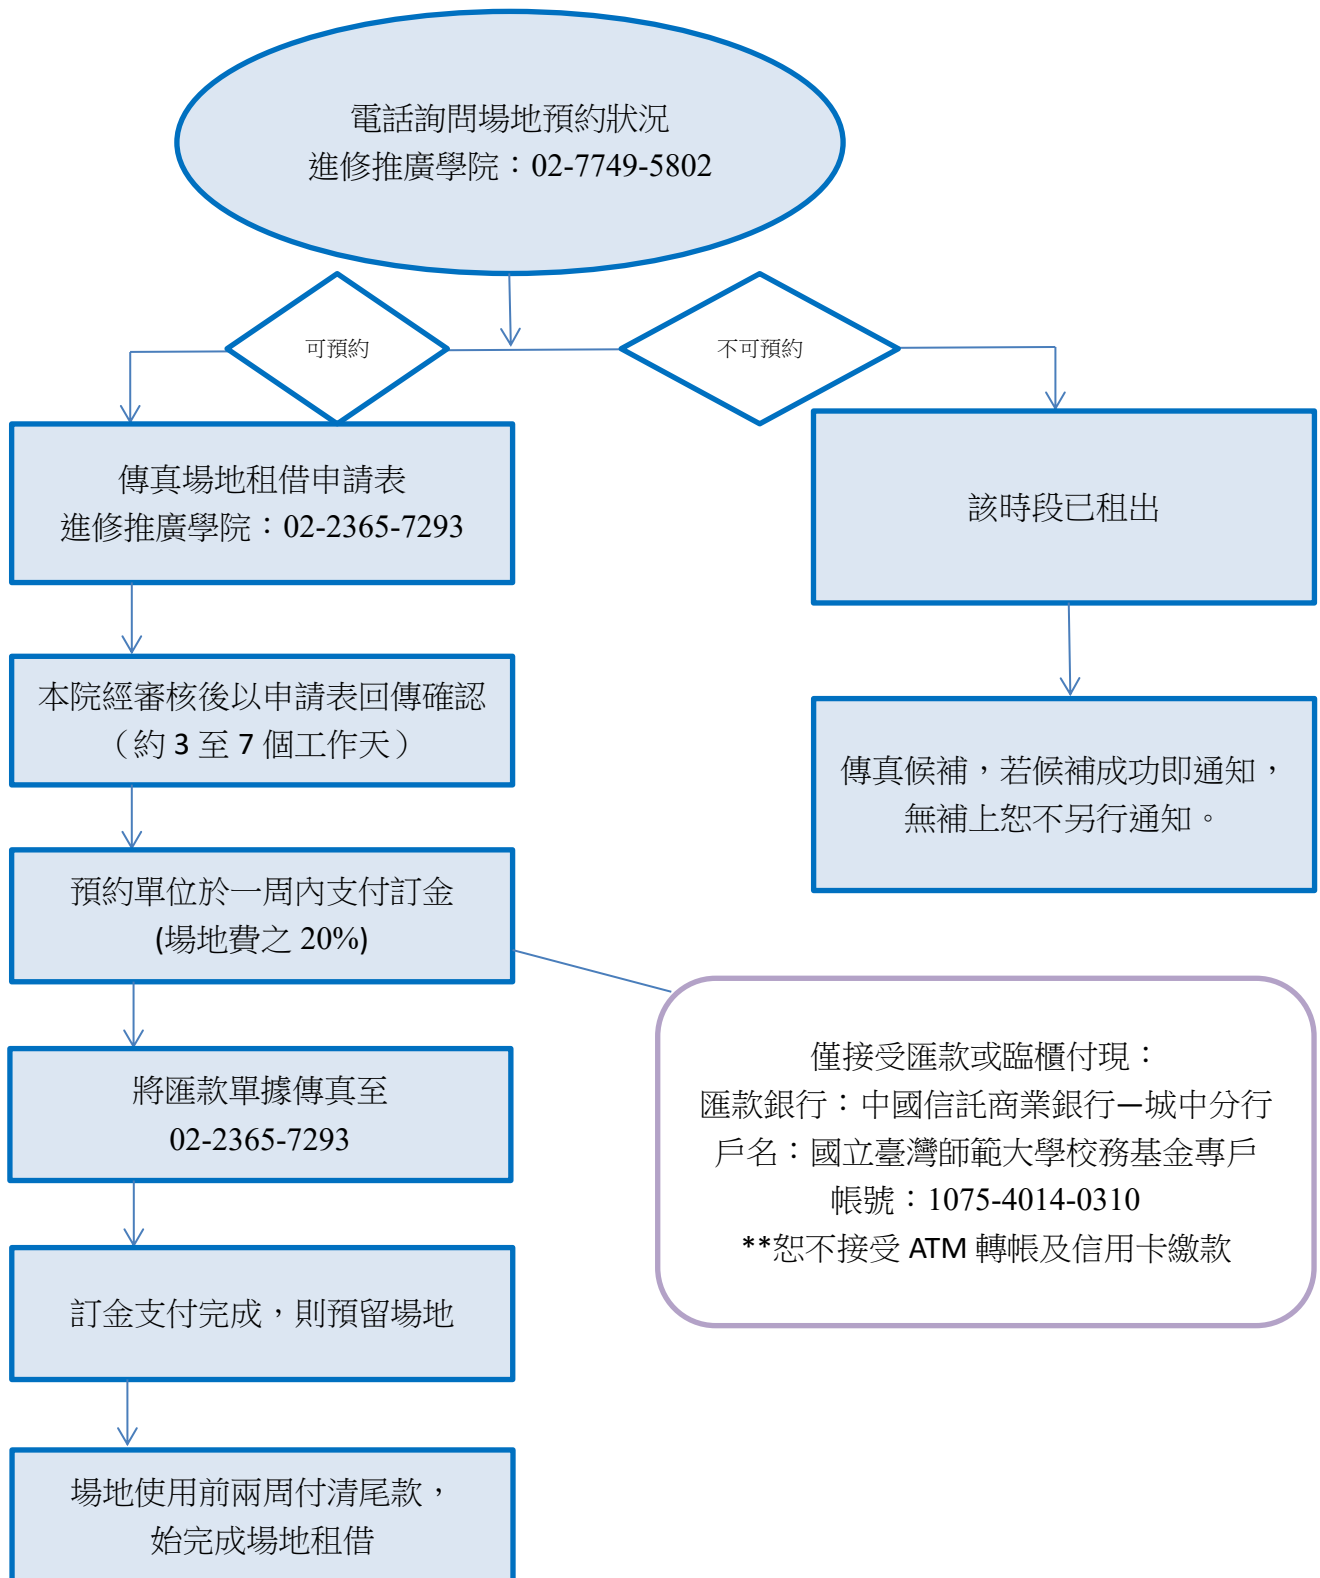 電話詢問場地預約狀況
進修推廣學院：02-7749-5802
可預約
不可預約
傳真場地租借申請表
進修推廣學院：02-2365-7293
該時段已租出
本院經審核後以申請表回傳確認
（約 3 至 7 個工作天）
傳真候補，若候補成功即通知，
無補上恕不另行通知。
預約單位於一周內支付訂金
(場地費之 20%)
僅接受匯款或臨櫃付現：
匯款銀行：中國信託商業銀行—城中分行
戶名：國立臺灣師範大學校務基金專戶
帳號：1075-4014-0310
**恕不接受 ATM 轉帳及信用卡繳款
將匯款單據傳真至
02-2365-7293
訂金支付完成，則預留場地
場地使用前兩周付清尾款，
始完成場地租借